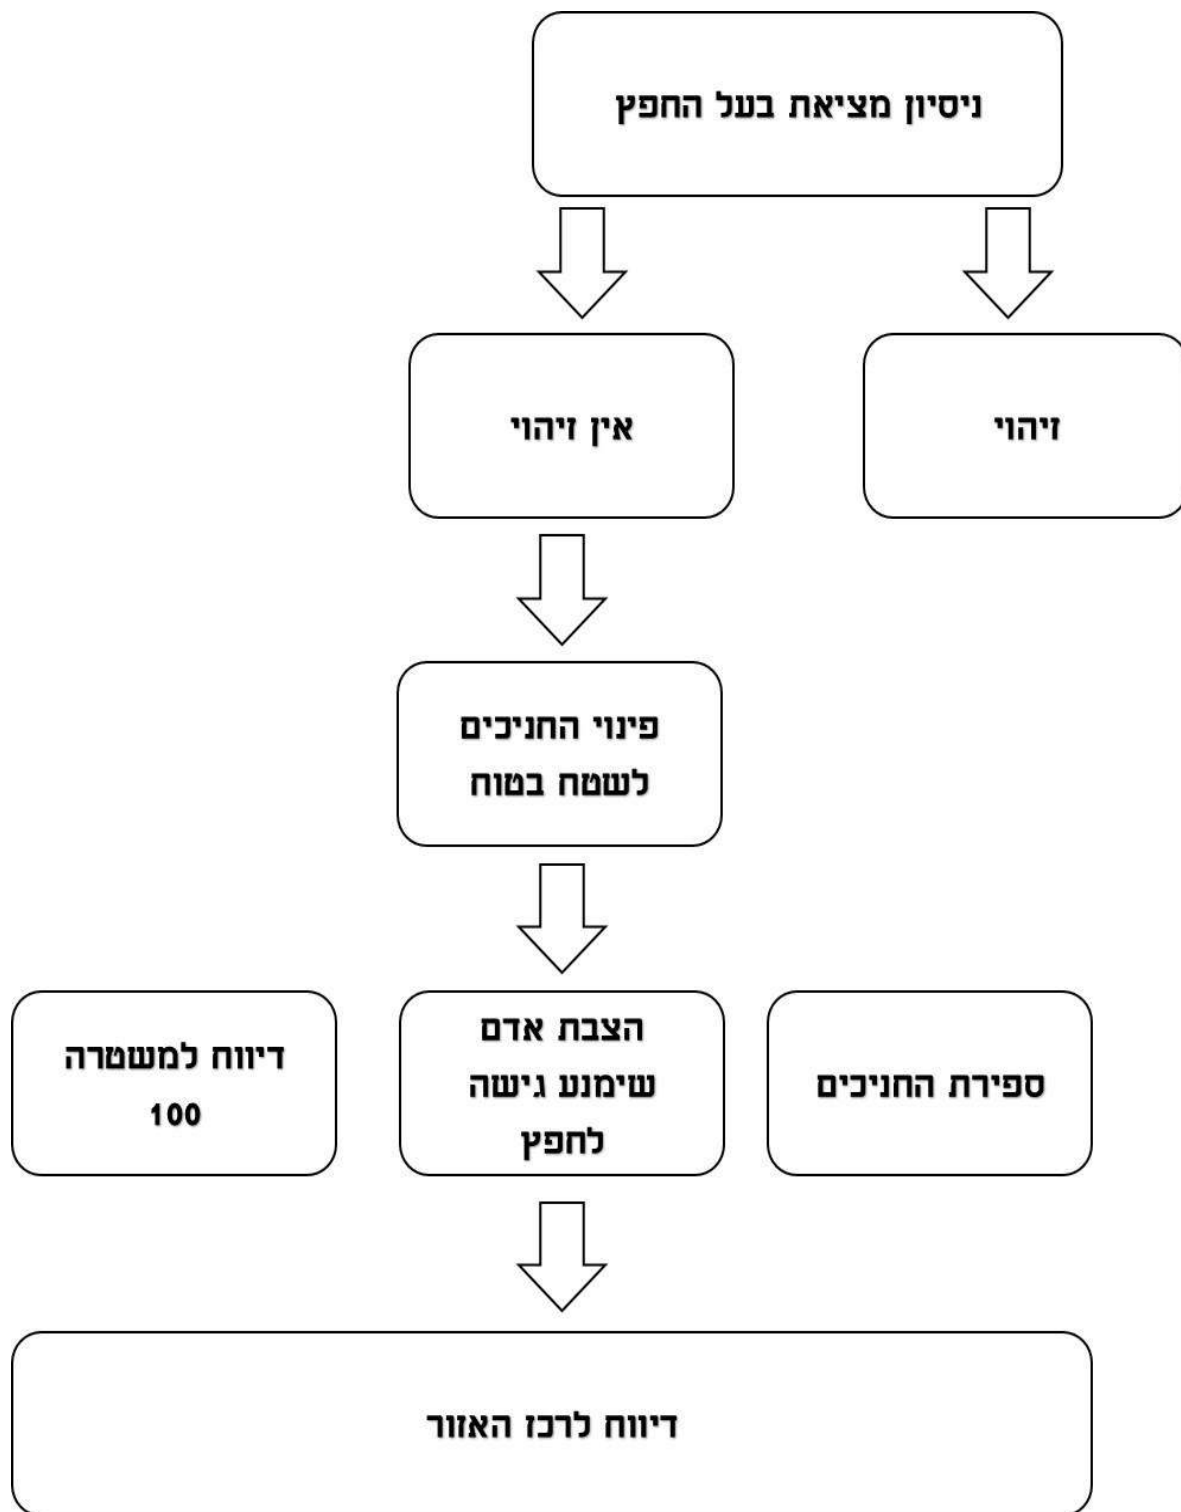 ניסיון מציאת בעל החפץ
זיהוי
אין זיהוי
פינוי החניכים
לשטח בטוח
ספירת החניכים
הצבת אדם
שימנע גישה
לחפץ
דיווח למשטרה
100
דיווח לרכז האזור